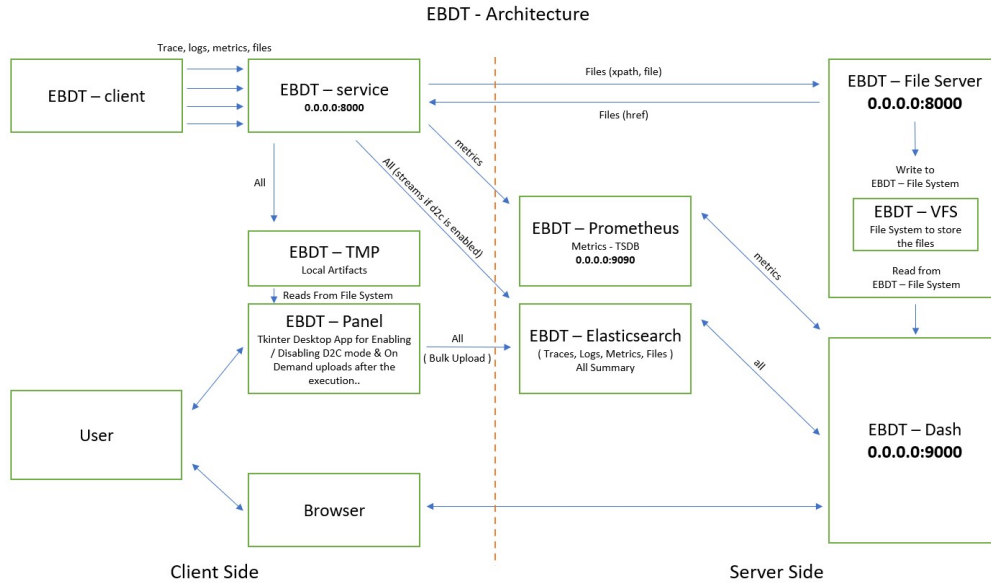 EBDT - Architecture
Trace, logs, metrics, files
EBDT – client
EBDT – service
0.0.0.0:8000
Files (xpath, file)
Files (href)
EBDT – File Server
0.0.0.0:8000
Write to
EBDT – File System
EBDT – VFS
File System to store
the files
Read from
EBDT – File System
All
All (streams if d2c is enabled)
metrics
EBDT – Prometheus
Metrics - TSDB
0.0.0.0:9090
metrics
EBDT – TMP
Local Artifacts
Reads From File System
EBDT – Panel
Tkinter Desktop App for Enabling
/ Disabling D2C mode & On
Demand uploads after the
execution..
All
( Bulk Upload )
EBDT – Elasticsearch
( Traces, Logs, Metrics, Files )
All Summary
all
EBDT – Dash
0.0.0.0:9000
User
Browser
Client Side
Server Side